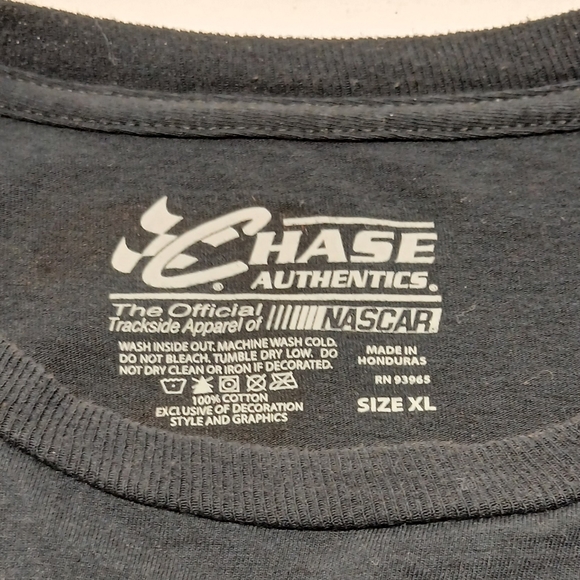 CHASE
AUTHENTICS®
The Official
Trackside Apparel of NASCAR
WASH INSIDE OUT. MACHINE WASH COLD.
DO NOT BLEACH. TUMBLE DRY LOW. DO
NOT DRY CLEAN OR IRON IF DECORATED.
100% COTTON
EXCLUSIVE OF DECORATION
STYLE AND GRAPHICS
MADE IN
HONDURAS
RN 93965
SIZE XL